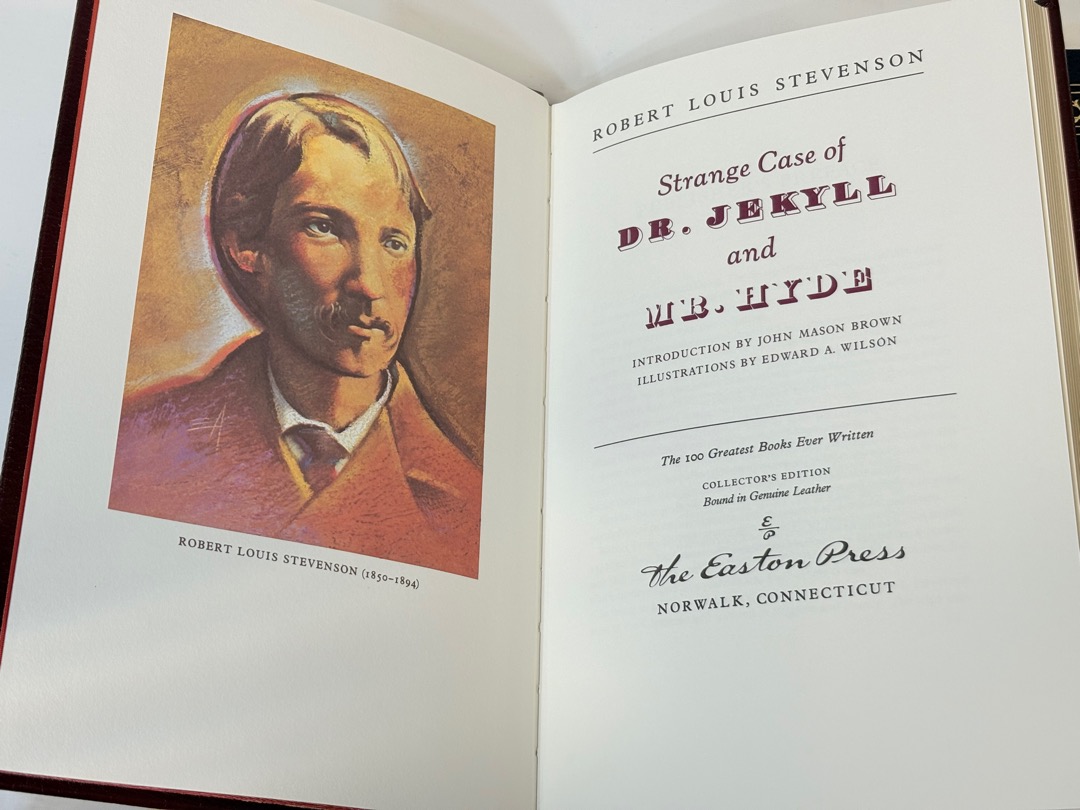 ROBERT LOUIS STEVENSON (1850–1894)
ROBERT LOUIS STEVENSON
Strange Case of
DR. JEKYLL
and
MR. HYDE
INTRODUCTION BY JOHN MASON BROWN
ILLUSTRATIONS BY EDWARD A. WILSON
The 100 Greatest Books Ever Written
COLLECTOR'S EDITION
Bound in Genuine Leather
The Easton Press
NORWALK, CONNECTICUT